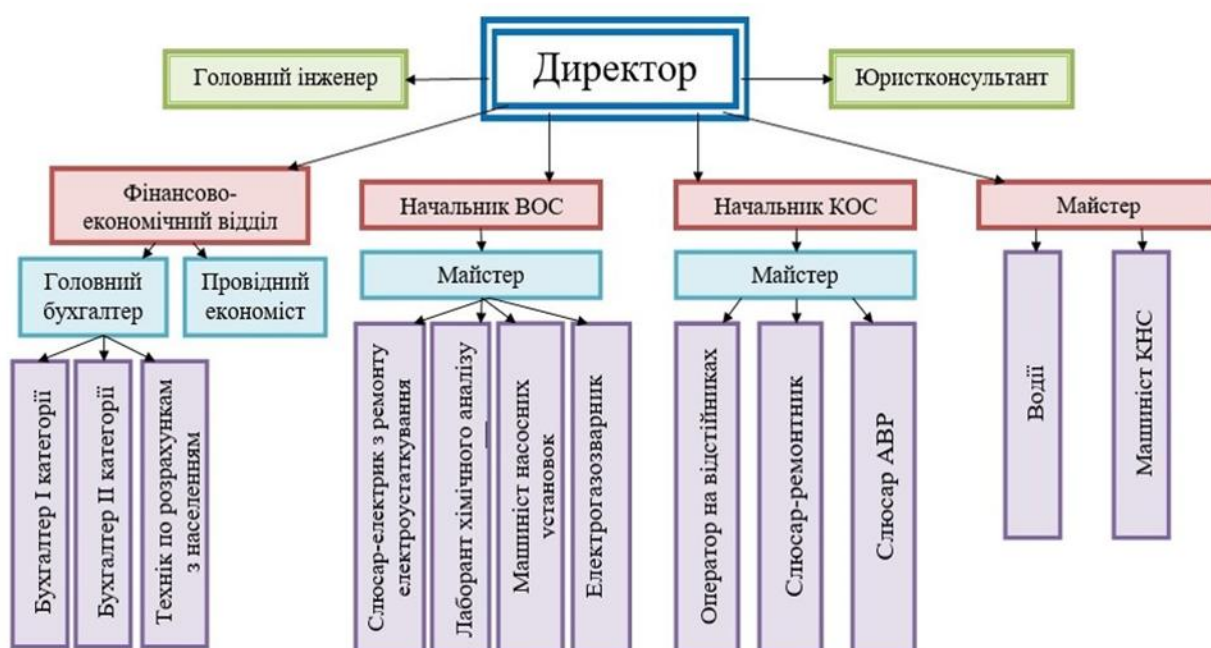 Директор
Головний інженер
Юристконсультант
Фінансово-
економічний відділ
Начальник ВОС
Начальник КОС
Майстер
Головний
бухгалтер
Провідний
економіст
Майстер
Майстер
Бухгалтер І категорії
Бухгалтер ІІ категорії
Технік по розрахункам
з населенням
Слюсар-електрик з ремонту
електроустаткування
Лаборант хімічного аналізу
Машиніст насосних
установок
Електрогазозварник
Оператор на відстійниках
Слюсар-ремонтник
Слюсар АВР
Водії
Машиніст КНС